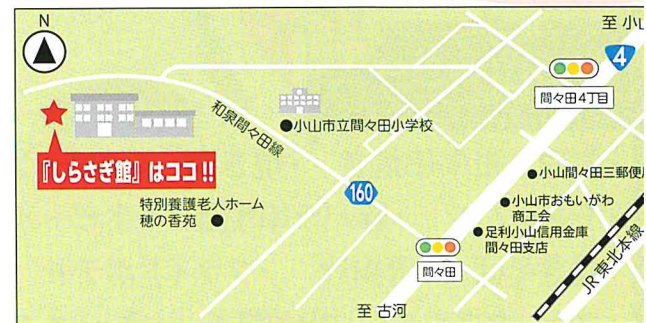 N
至 小山
4
間々田4丁目
和泉間々田線
小山市立間々田小学校
『しらさぎ館』はココ!!
160
小山間々田三郵便
特別養護老人ホーム
穂の香苑
小山市おもいがわ
商工会
足利小山信用金庫
間々田支店
間々田
JR東北本線
至 古河